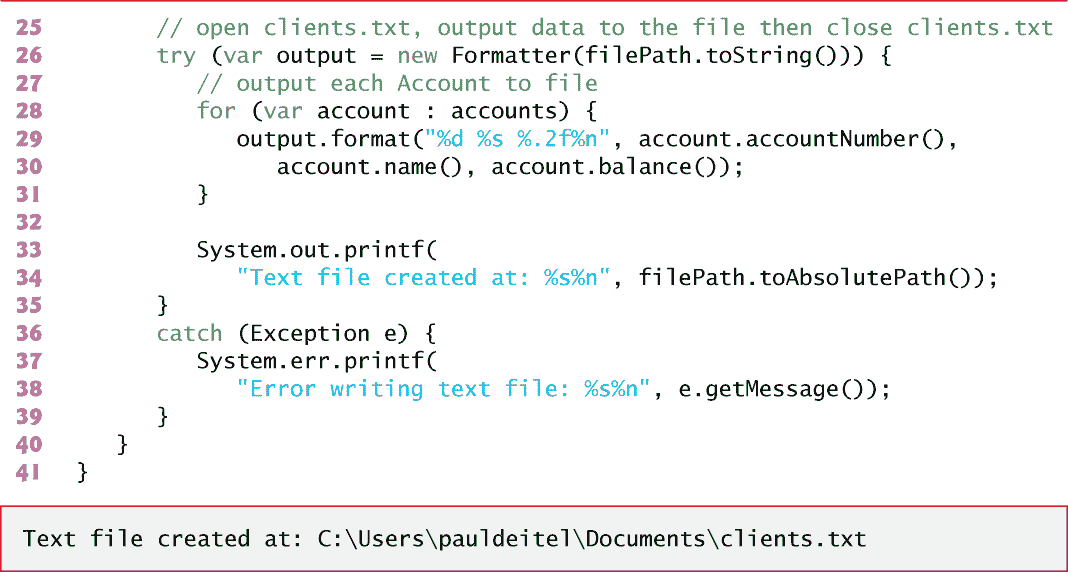 25 // open clients.txt, output data to the file then close clients.txt
26 try (var output = new Formatter(filePath.toString())) {
27 // output each Account to file
28 for (var account : accounts) {
29 output.format("%d %s %.2f%n", account.accountNumber(),
30 account.name(), account.balance());
31 }
32
33 System.out.printf(
34 "Text file created at: %s%n", filePath.toAbsolutePath());
35 }
36 catch (Exception e) {
37 System.err.printf(
38 "Error writing text file: %s%n", e.getMessage());
39 }
40 }
41 }
Text file created at: C:\Users\pauldeitel\Documents\clients.txt